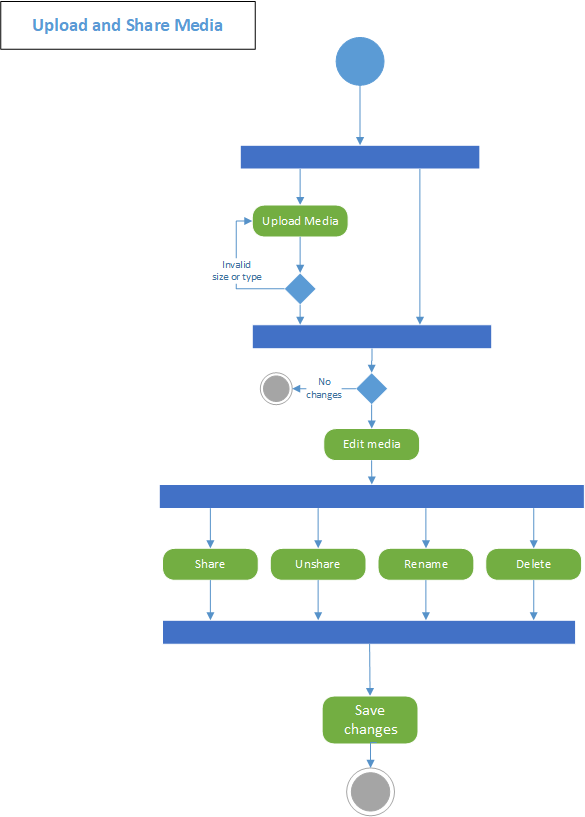 Upload and Share Media
Upload Media
Invalid
size or type
No
changes
Edit media
Share
Unshare
Rename
Delete
Save
changes